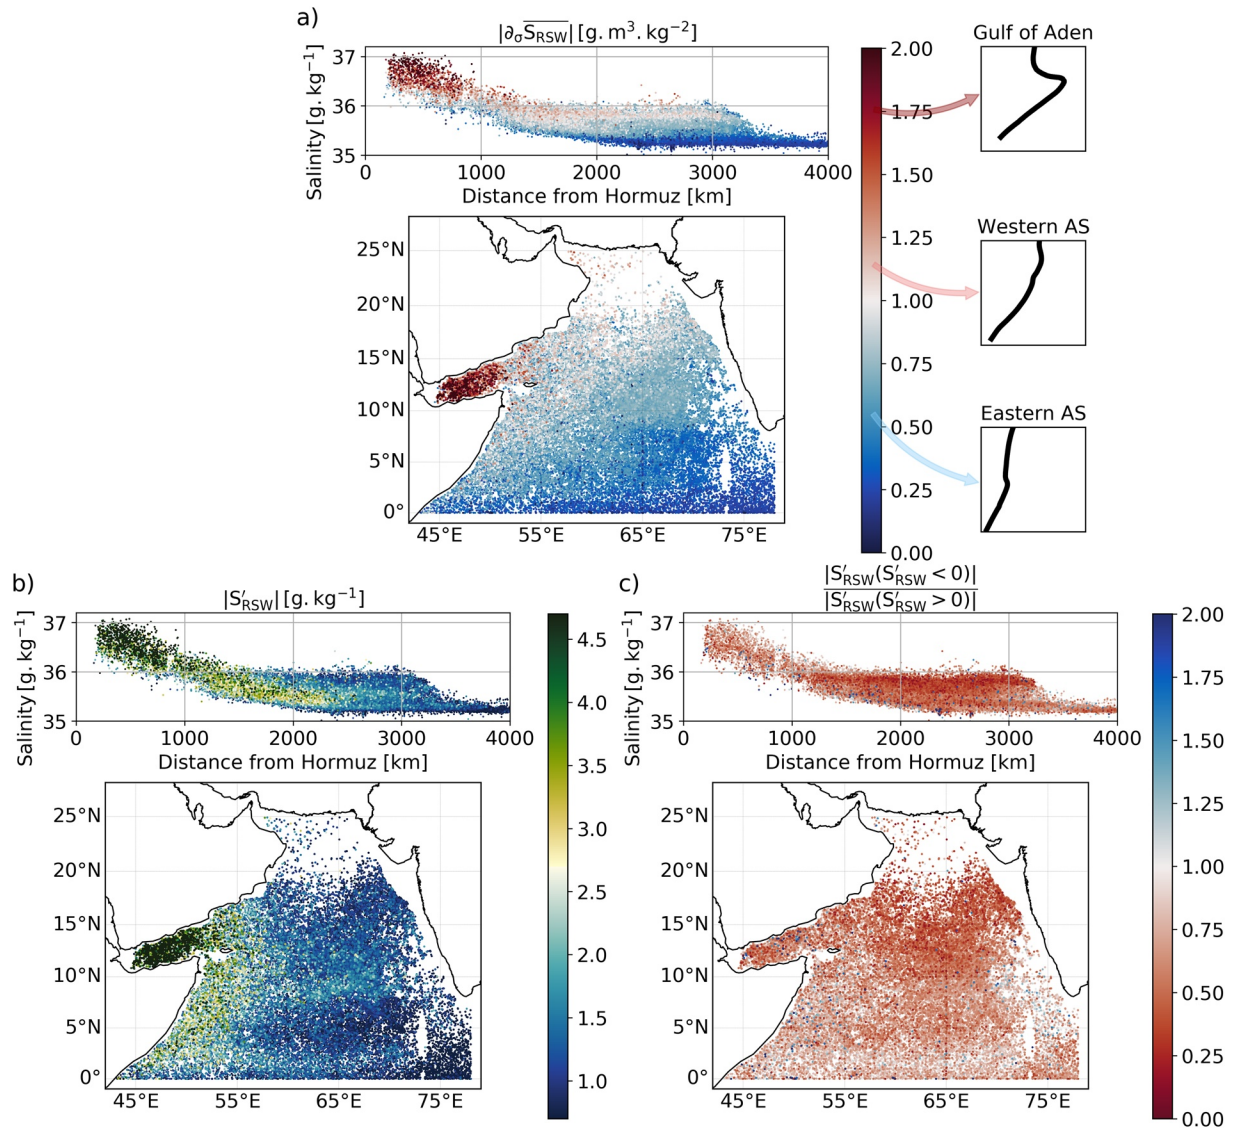 a)
|∂σS̅R̅S̅W̅| [g. m³. kg⁻²]
Salinity [g. kg⁻¹]
37
36
35
0 1000 2000 3000 4000
Distance from Hormuz [km]
25°N
20°N
15°N
10°N
5°N
0°
45°E 55°E 65°E 75°E
2.00
1.75
1.50
1.25
1.00
0.75
0.50
0.25
0.00
Gulf of Aden
Western AS
Eastern AS
b)
|S′RSW| [g. kg⁻¹]
Salinity [g. kg⁻¹]
37
36
35
0 1000 2000 3000 4000
Distance from Hormuz [km]
25°N
20°N
15°N
10°N
5°N
0°
45°E 55°E 65°E 75°E
4.5
4.0
3.5
3.0
2.5
2.0
1.5
1.0
c)
|S′RSW(S′RSW < 0)|
|S′RSW(S′RSW > 0)|
Salinity [g. kg⁻¹]
37
36
35
0 1000 2000 3000 4000
Distance from Hormuz [km]
25°N
20°N
15°N
10°N
5°N
0°
45°E 55°E 65°E 75°E
2.00
1.75
1.50
1.25
1.00
0.75
0.50
0.25
0.00